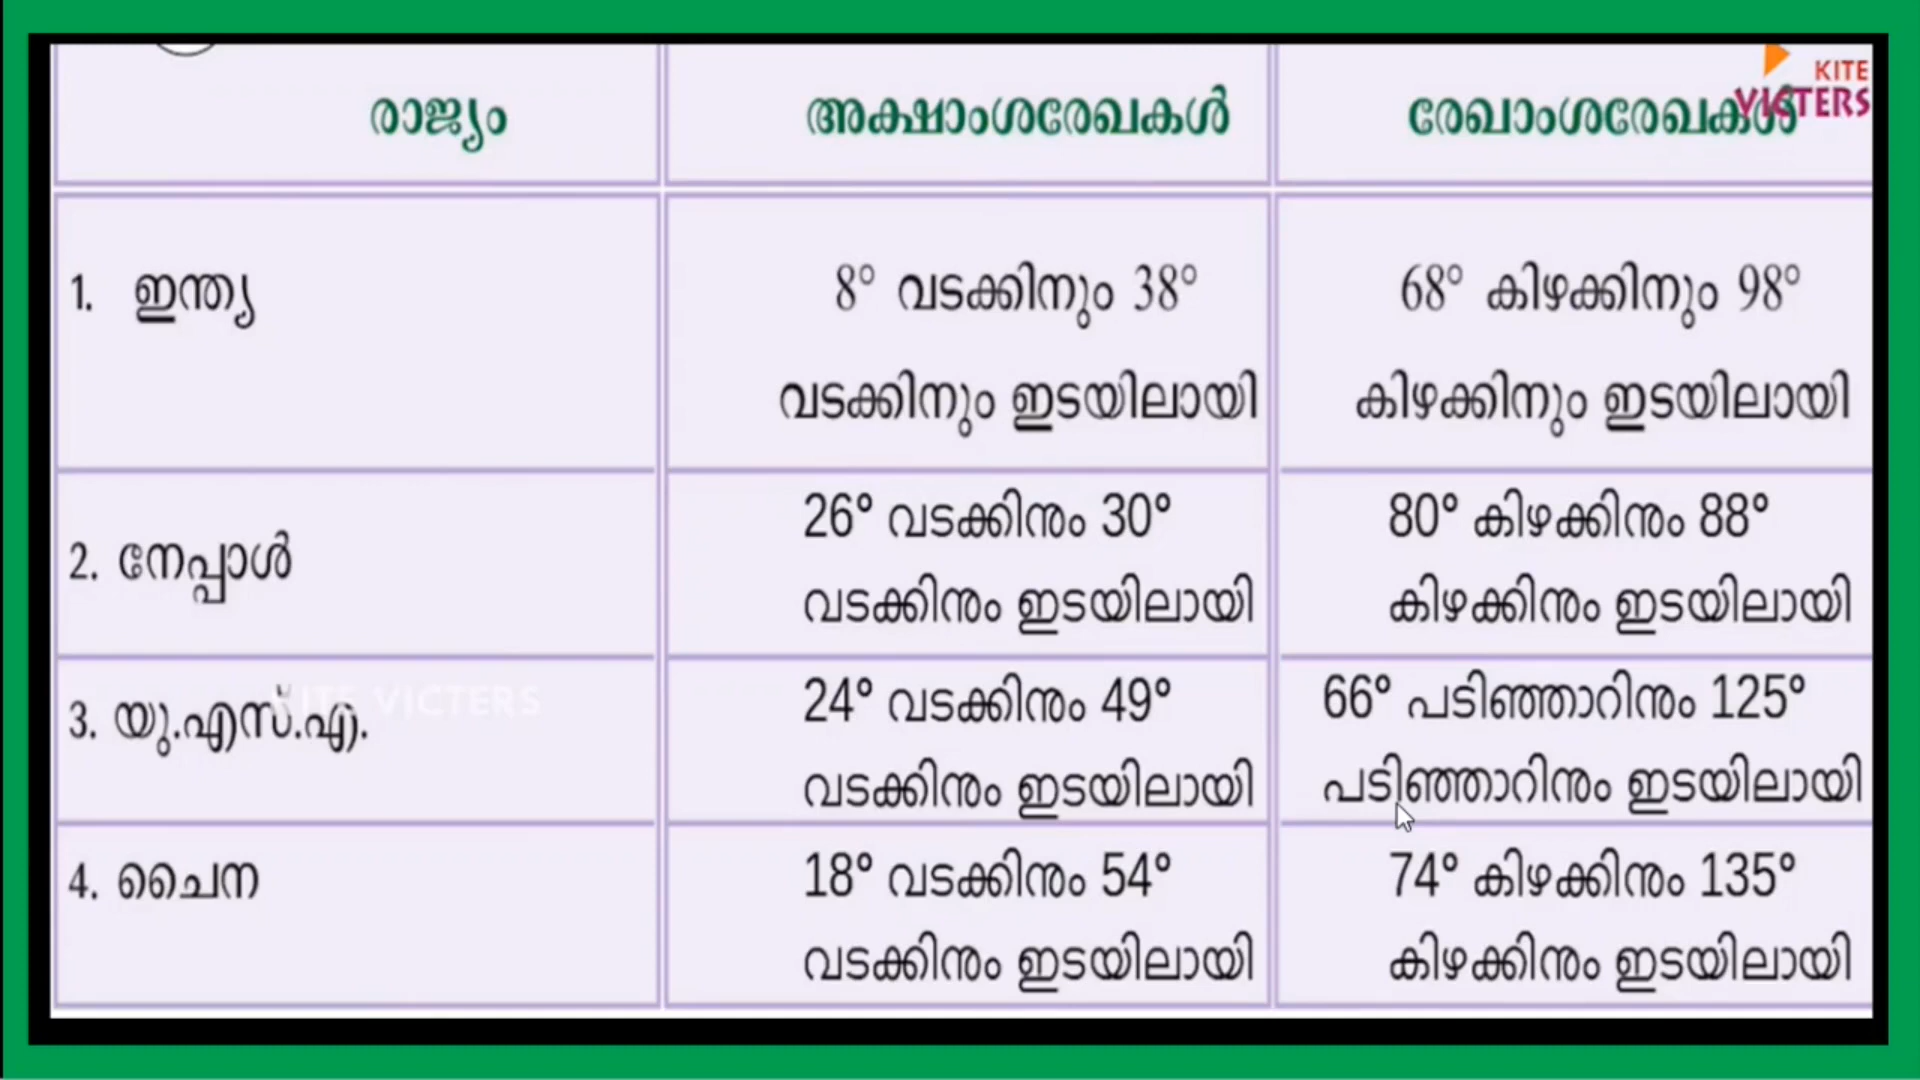 KITE
VICTERS
രാജ്യം അക്ഷാംശരേഖകൾ രേഖാംശരേഖകൾ
1. ഇന്ത്യ 8° വടക്കിനും 38° 68° കിഴക്കിനും 98°
വടക്കിനും ഇടയിലായി കിഴക്കിനും ഇടയിലായി
26° വടക്കിനും 30° 80° കിഴക്കിനും 88°
2. നേപ്പാൾ
വടക്കിനും ഇടയിലായി കിഴക്കിനും ഇടയിലായി
KITE VICTERS
24° വടക്കിനും 49° 66° പടിഞ്ഞാറിനും 125°
3. യു.എസ്.എ.
വടക്കിനും ഇടയിലായി പടിഞ്ഞാറിനും ഇടയിലായി
4. ചൈന 18° വടക്കിനും 54° 74° കിഴക്കിനും 135°
വടക്കിനും ഇടയിലായി കിഴക്കിനും ഇടയിലായി